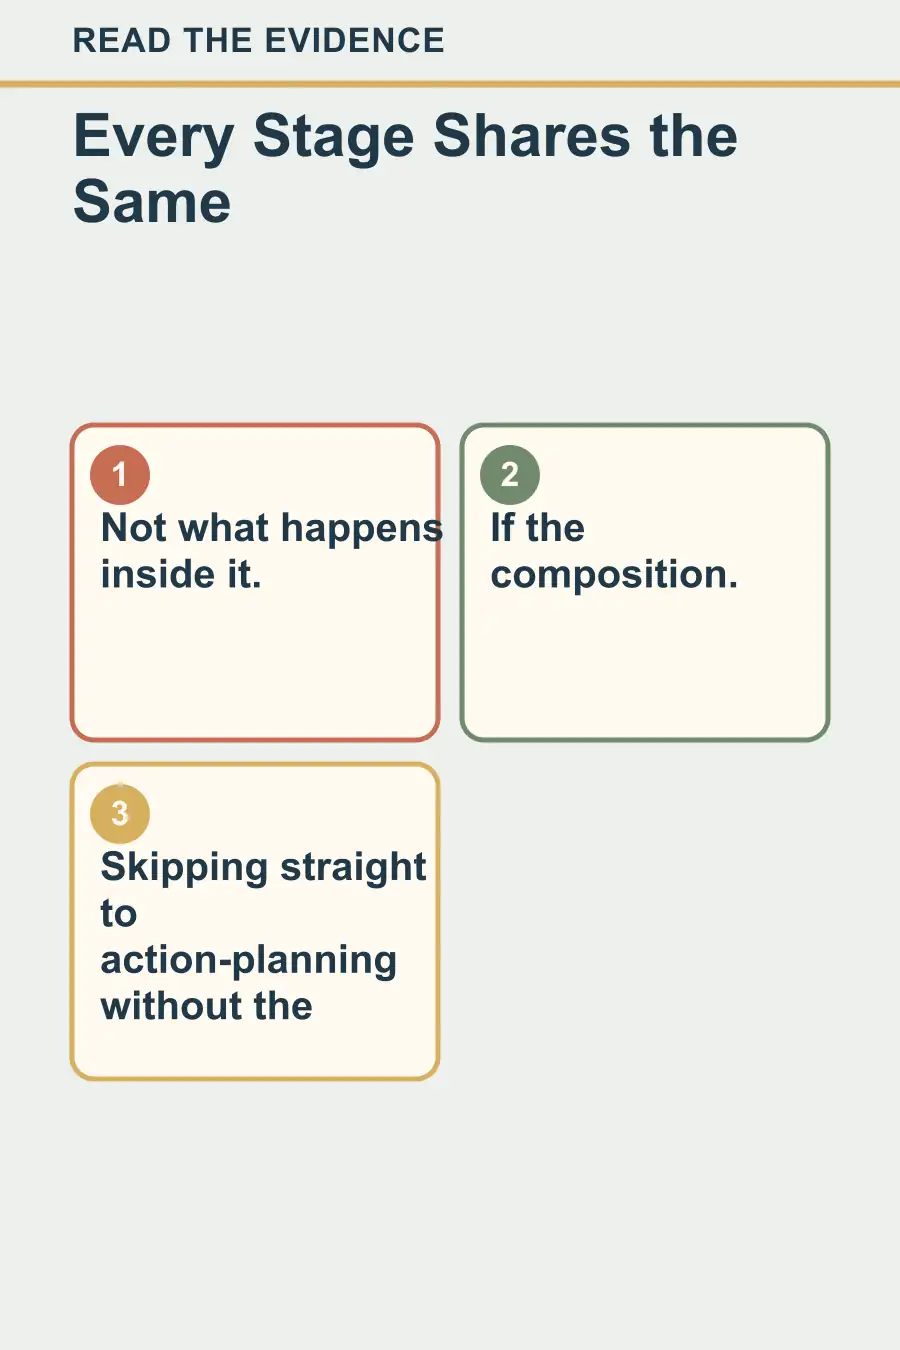 READ THE EVIDENCE
Every Stage Shares the
Same
1
Not what happens
inside it.
2
If the
composition.
3
Skipping straight
to
action-planning
without the